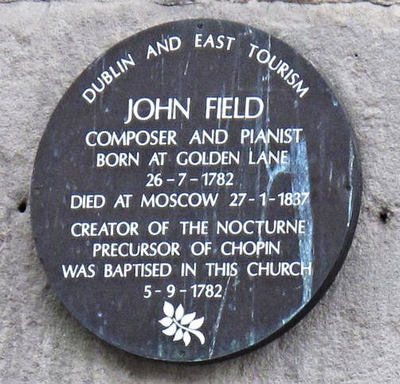 DUBLIN AND EAST TOURISM
JOHN FIELD
COMPOSER AND PIANIST
BORN AT GOLDEN LANE
26-7-1782
DIED AT MOSCOW 27-1-1837
CREATOR OF THE NOCTURNE
PRECURSOR OF CHOPIN
WAS BAPTISED IN THIS CHURCH
5-9-1782